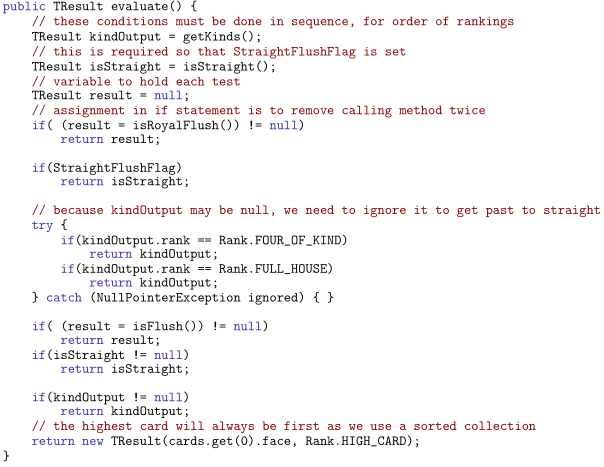 public TResult evaluate() {
    // these conditions must be done in sequence, for order of rankings
    TResult kindOutput = getKinds();
    // this is required so that StraightFlushFlag is set
    TResult isStraight = isStraight();
    // variable to hold each test
    TResult result = null;
    // assignment in if statement is to remove calling method twice
    if( (result = isRoyalFlush()) != null)
        return result;

    if(StraightFlushFlag)
        return isStraight;

    // because kindOutput may be null, we need to ignore it to get past to straight
    try {
        if(kindOutput.rank == Rank.FOUR_OF_KIND)
            return kindOutput;
        if(kindOutput.rank == Rank.FULL_HOUSE)
            return kindOutput;
    } catch (NullPointerException ignored) { }

    if( (result = isFlush()) != null)
        return result;
    if(isStraight != null)
        return isStraight;

    if(kindOutput != null)
        return kindOutput;
    // the highest card will always be first as we use a sorted collection
    return new TResult(cards.get(0).face, Rank.HIGH_CARD);
}